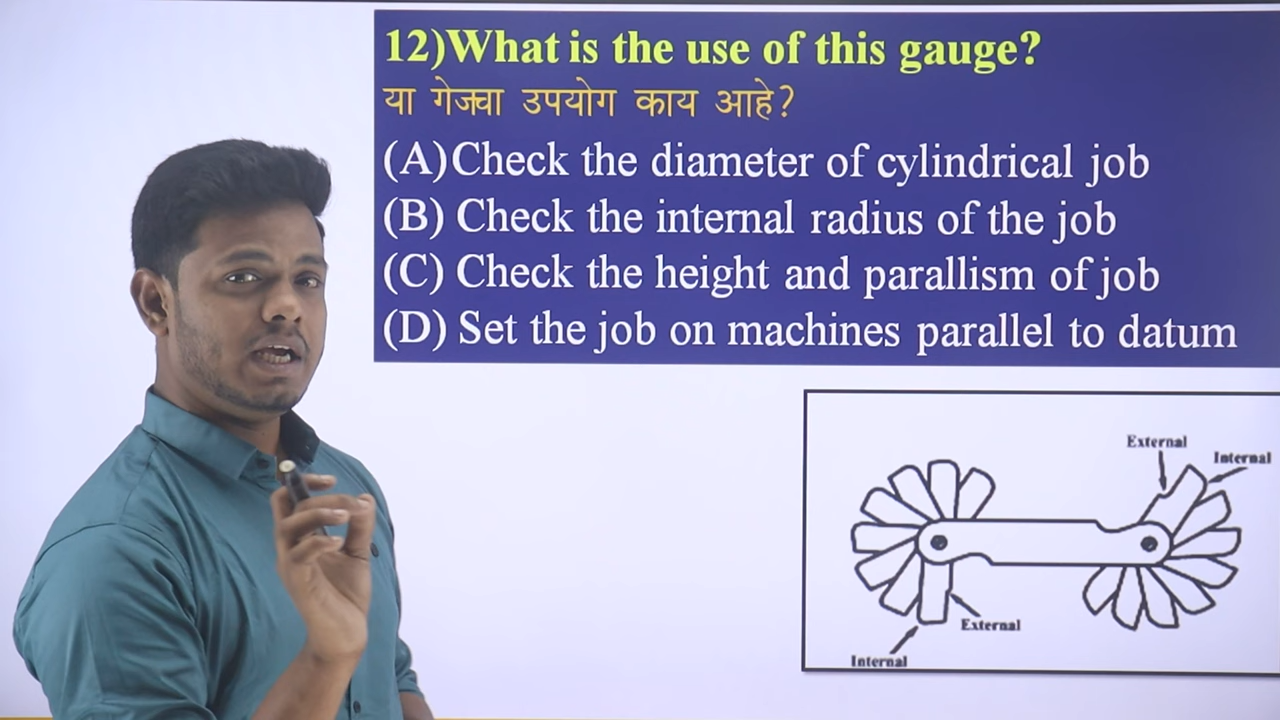 12)What is the use of this gauge?
या गेज्चा उपयोग काय आहे?
(A)Check the diameter of cylindrical job
(B) Check the internal radius of the job
(C) Check the height and parallism of job
(D) Set the job on machines parallel to datum
External
Internal
External
Internal